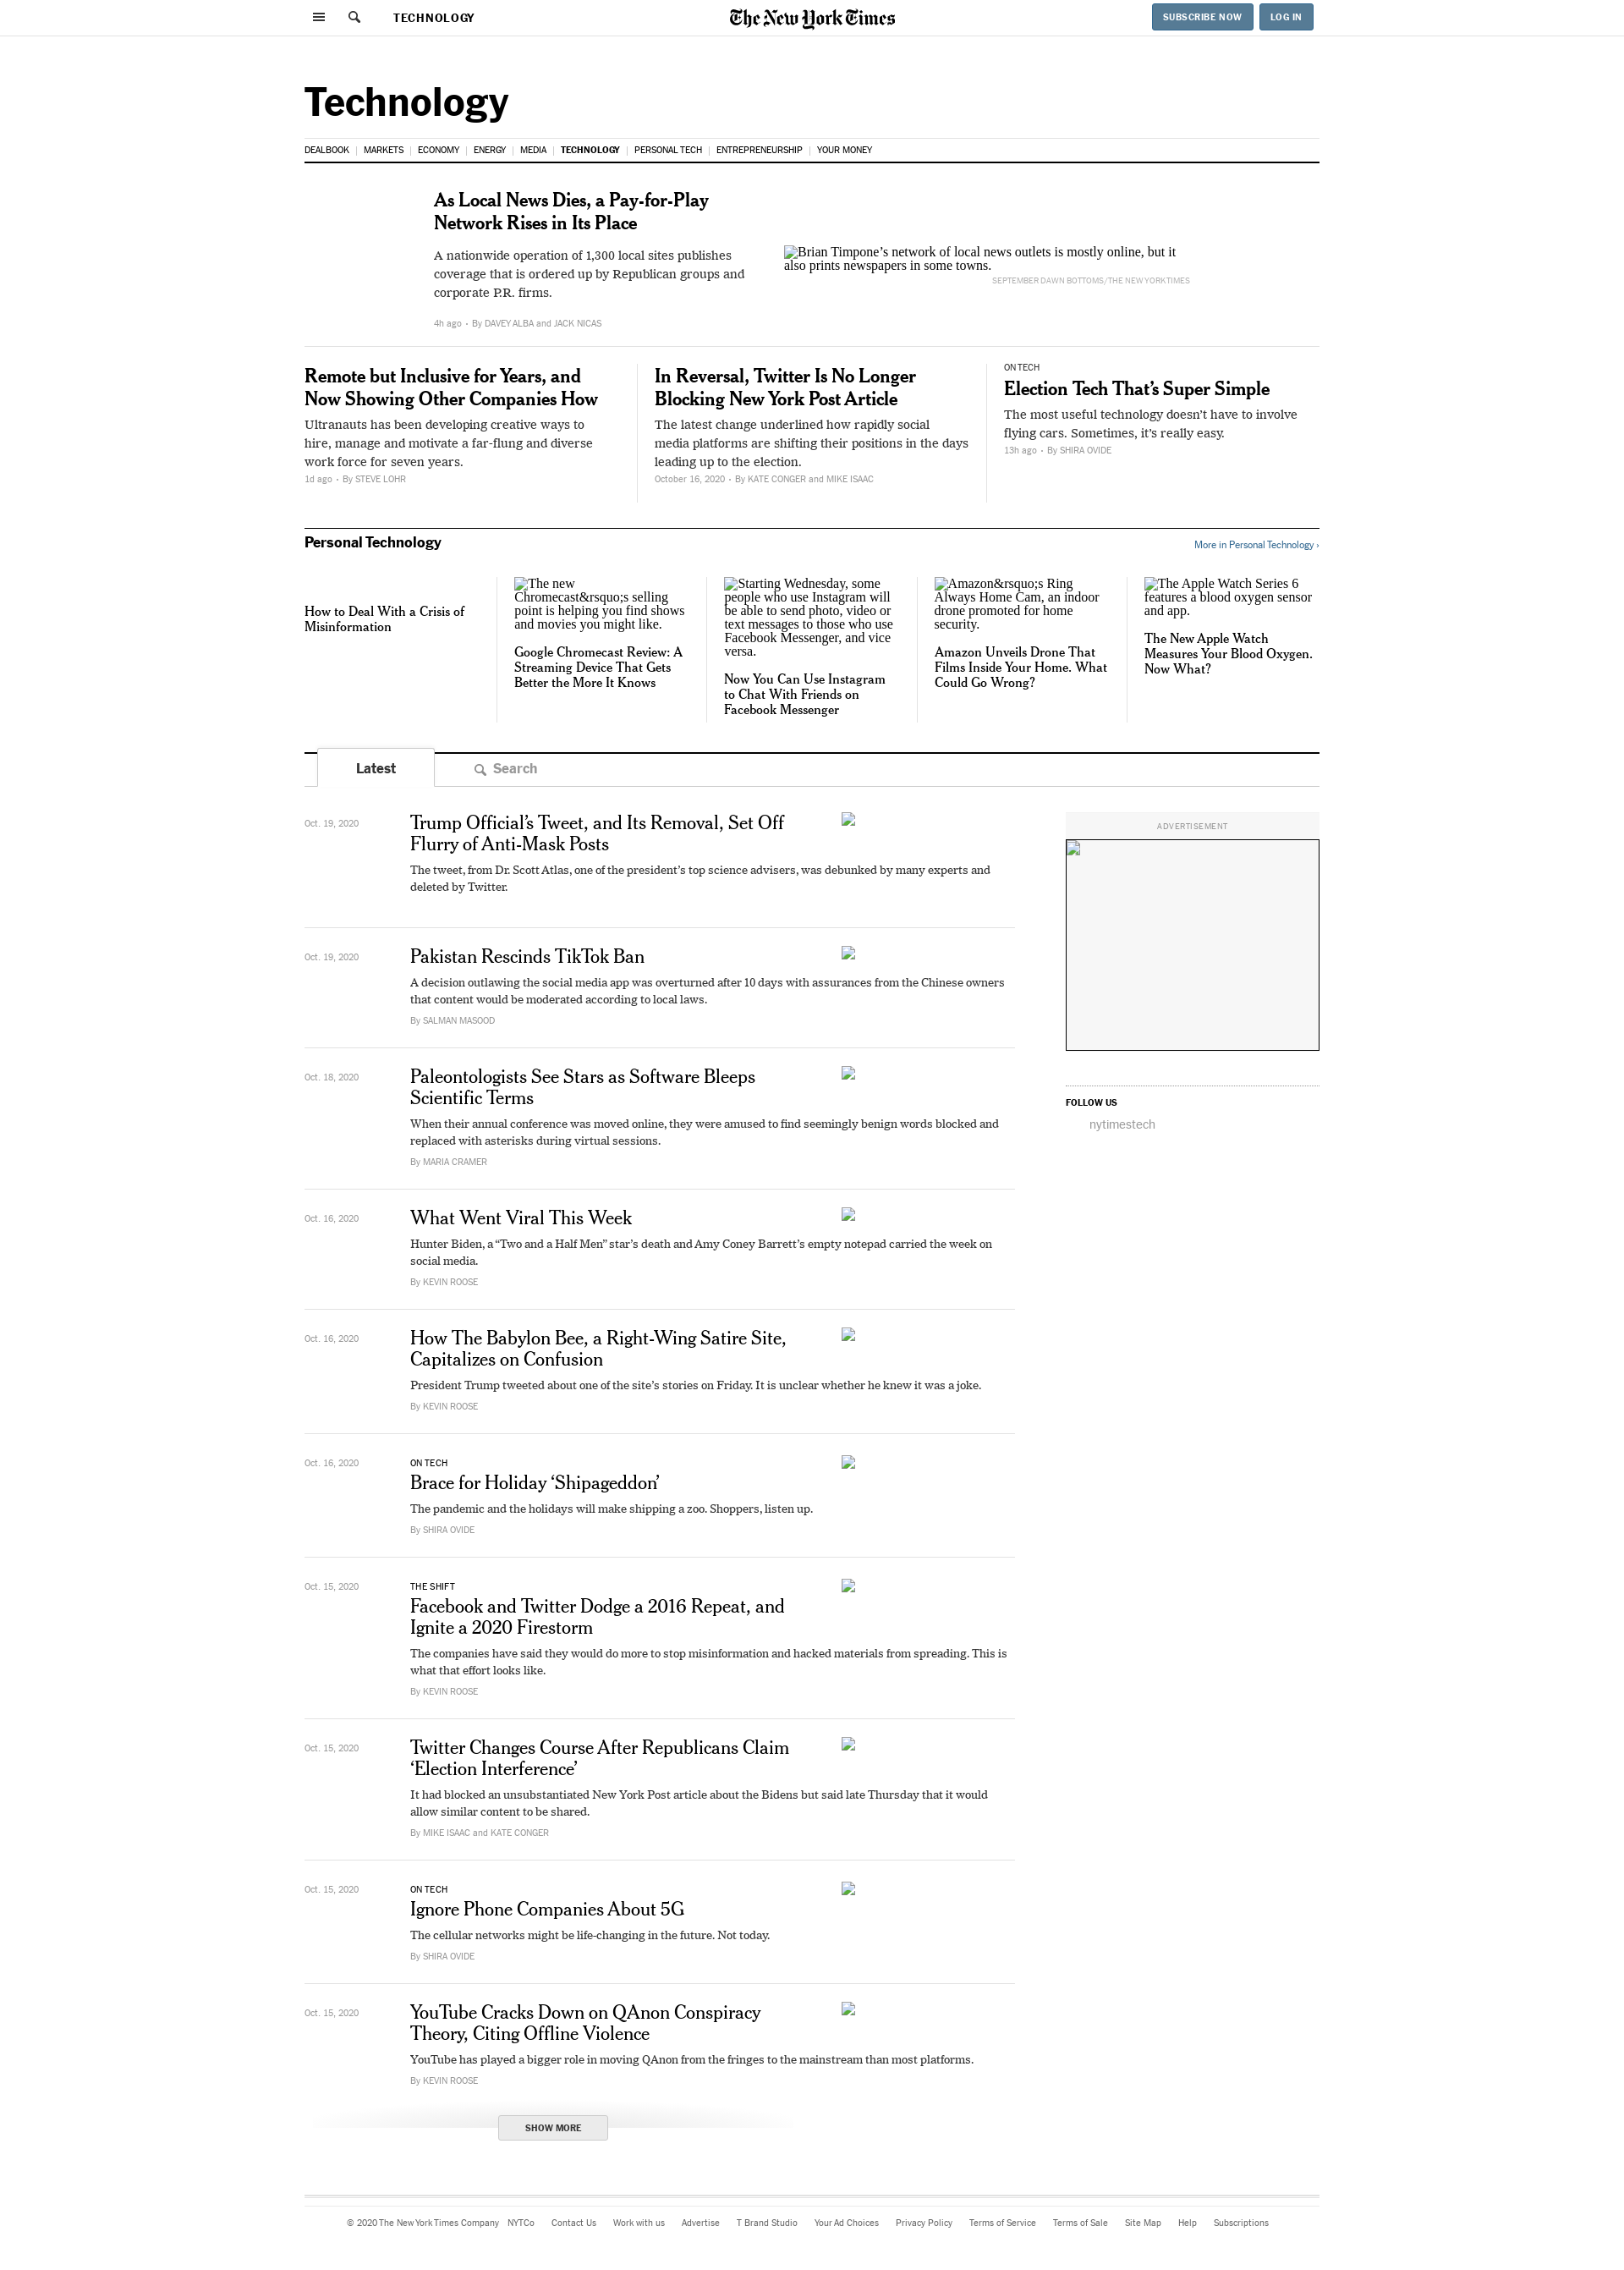 TECHNOLOGY
The New York Times
SUBSCRIBE NOW
LOG IN
Technology
DEALBOOK
MARKETS
ECONOMY
ENERGY
MEDIA
TECHNOLOGY
PERSONAL TECH
ENTREPRENEURSHIP
YOUR MONEY
As Local News Dies, a Pay-for-Play
Network Rises in Its Place
A nationwide operation of 1,300 local sites publishes
coverage that is ordered up by Republican groups and
corporate P.R. firms.
4h ago • By DAVEY ALBA and JACK NICAS
Brian Timpone’s network of local news outlets is mostly online, but it
also prints newspapers in some towns.
SEPTEMBER DAWN BOTTOMS/THE NEW YORK TIMES
Remote but Inclusive for Years, and
Now Showing Other Companies How
Ultranauts has been developing creative ways to
hire, manage and motivate a far-flung and diverse
work force for seven years.
1d ago • By STEVE LOHR
In Reversal, Twitter Is No Longer
Blocking New York Post Article
The latest change underlined how rapidly social
media platforms are shifting their positions in the days
leading up to the election.
October 16, 2020 • By KATE CONGER and MIKE ISAAC
ON TECH
Election Tech That’s Super Simple
The most useful technology doesn’t have to involve
flying cars. Sometimes, it’s really easy.
13h ago • By SHIRA OVIDE
Personal Technology
More in Personal Technology ›
How to Deal With a Crisis of
Misinformation
The new
Chromecast&rsquo;s selling
point is helping you find shows
and movies you might like.
Google Chromecast Review: A
Streaming Device That Gets
Better the More It Knows
Starting Wednesday, some
people who use Instagram will
be able to send photo, video or
text messages to those who use
Facebook Messenger, and vice
versa.
Now You Can Use Instagram
to Chat With Friends on
Facebook Messenger
Amazon&rsquo;s Ring
Always Home Cam, an indoor
drone promoted for home
security.
Amazon Unveils Drone That
Films Inside Your Home. What
Could Go Wrong?
The Apple Watch Series 6
features a blood oxygen sensor
and app.
The New Apple Watch
Measures Your Blood Oxygen.
Now What?
Latest
Search
Oct. 19, 2020
Trump Official’s Tweet, and Its Removal, Set Off
Flurry of Anti-Mask Posts
The tweet, from Dr. Scott Atlas, one of the president’s top science advisers, was debunked by many experts and
deleted by Twitter.
ADVERTISEMENT
Oct. 19, 2020
Pakistan Rescinds TikTok Ban
A decision outlawing the social media app was overturned after 10 days with assurances from the Chinese owners
that content would be moderated according to local laws.
By SALMAN MASOOD
Oct. 18, 2020
Paleontologists See Stars as Software Bleeps
Scientific Terms
When their annual conference was moved online, they were amused to find seemingly benign words blocked and
replaced with asterisks during virtual sessions.
By MARIA CRAMER
FOLLOW US
nytimestech
Oct. 16, 2020
What Went Viral This Week
Hunter Biden, a “Two and a Half Men” star’s death and Amy Coney Barrett’s empty notepad carried the week on
social media.
By KEVIN ROOSE
Oct. 16, 2020
How The Babylon Bee, a Right-Wing Satire Site,
Capitalizes on Confusion
President Trump tweeted about one of the site’s stories on Friday. It is unclear whether he knew it was a joke.
By KEVIN ROOSE
Oct. 16, 2020
ON TECH
Brace for Holiday ‘Shipageddon’
The pandemic and the holidays will make shipping a zoo. Shoppers, listen up.
By SHIRA OVIDE
Oct. 15, 2020
THE SHIFT
Facebook and Twitter Dodge a 2016 Repeat, and
Ignite a 2020 Firestorm
The companies have said they would do more to stop misinformation and hacked materials from spreading. This is
what that effort looks like.
By KEVIN ROOSE
Oct. 15, 2020
Twitter Changes Course After Republicans Claim
‘Election Interference’
It had blocked an unsubstantiated New York Post article about the Bidens but said late Thursday that it would
allow similar content to be shared.
By MIKE ISAAC and KATE CONGER
Oct. 15, 2020
ON TECH
Ignore Phone Companies About 5G
The cellular networks might be life-changing in the future. Not today.
By SHIRA OVIDE
Oct. 15, 2020
YouTube Cracks Down on QAnon Conspiracy
Theory, Citing Offline Violence
YouTube has played a bigger role in moving QAnon from the fringes to the mainstream than most platforms.
By KEVIN ROOSE
SHOW MORE
© 2020 The New York Times Company
NYTCo
Contact Us
Work with us
Advertise
T Brand Studio
Your Ad Choices
Privacy Policy
Terms of Service
Terms of Sale
Site Map
Help
Subscriptions